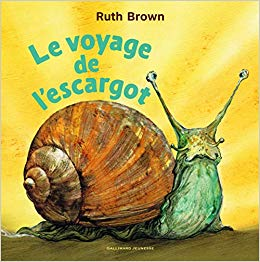 Ruth Brown
Le voyage
de
l'escargot
GALLIMARD JEUNESSE